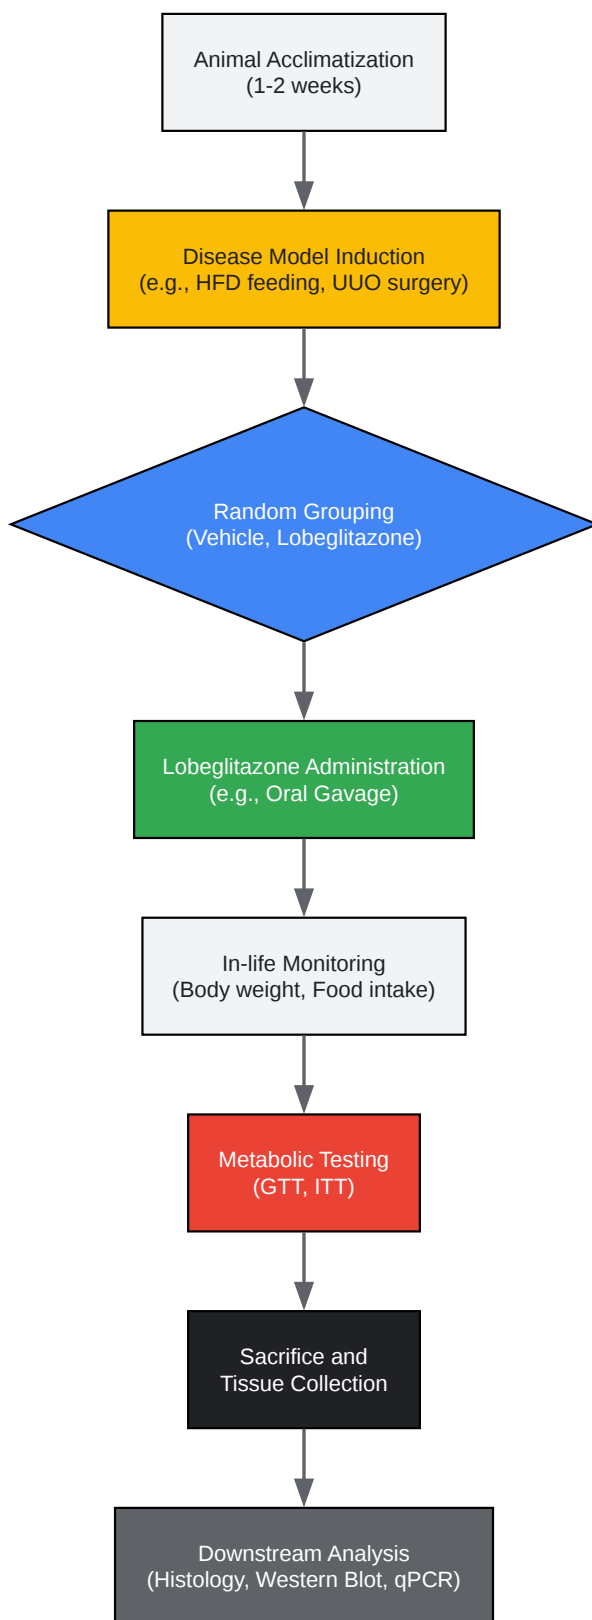 Animal Acclimatization
(1-2 weeks)
Disease Model Induction
(e.g., HFD feeding, UUO surgery)
Random Grouping
(Vehicle, Lobeglitazone)
Lobeglitazone Administration
(e.g., Oral Gavage)
In-life Monitoring
(Body weight, Food intake)
Metabolic Testing
(GTT, ITT)
Sacrifice and
Tissue Collection
Downstream Analysis
(Histology, Western Blot, qPCR)